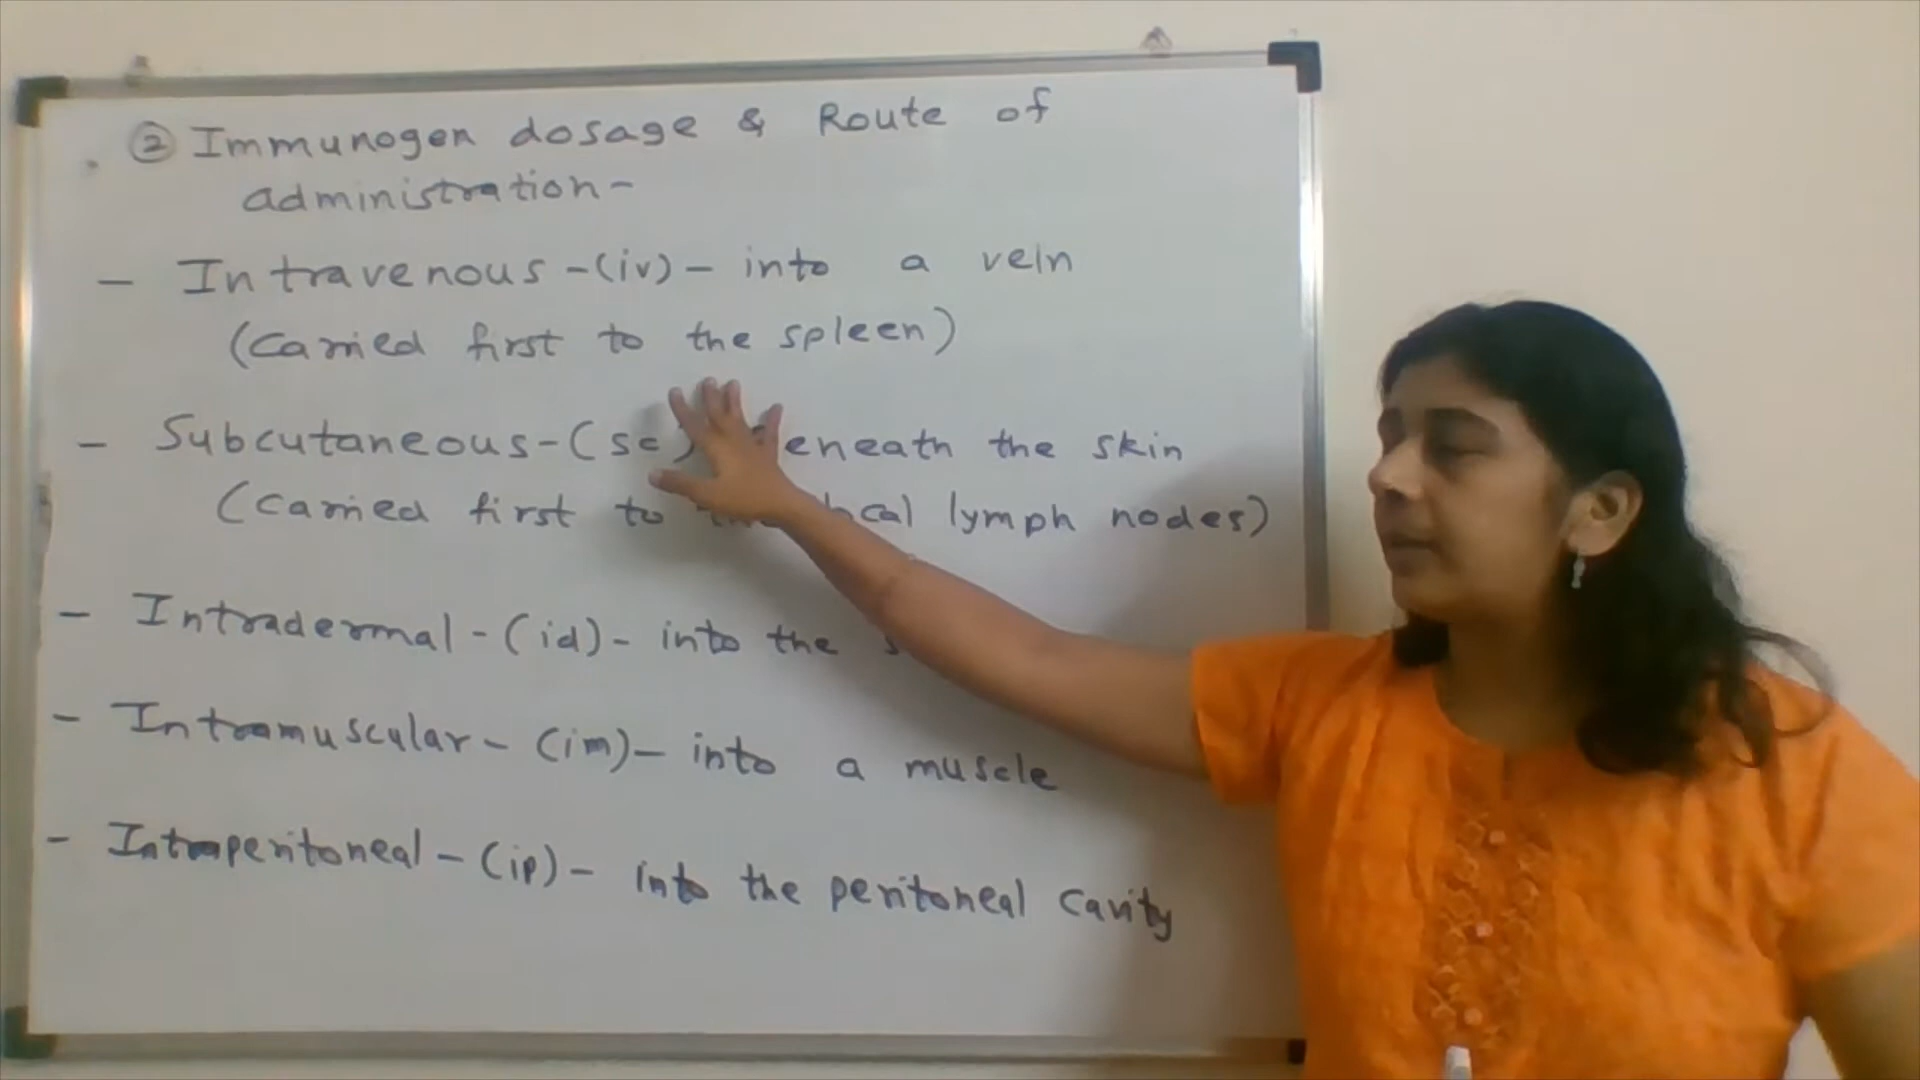 ② Immunogen dosage & Route of
administration-
- Intravenous -(iv)- into a vein
(Carried first to the spleen)
- Subcutaneous-(sc) beneath the skin
(Carried first to the local lymph nodes)
- Intradermal-(id)- into the
- Intramuscular-(im)- into a muscle
- Intraperitoneal-(ip)- into the peritoneal cavity